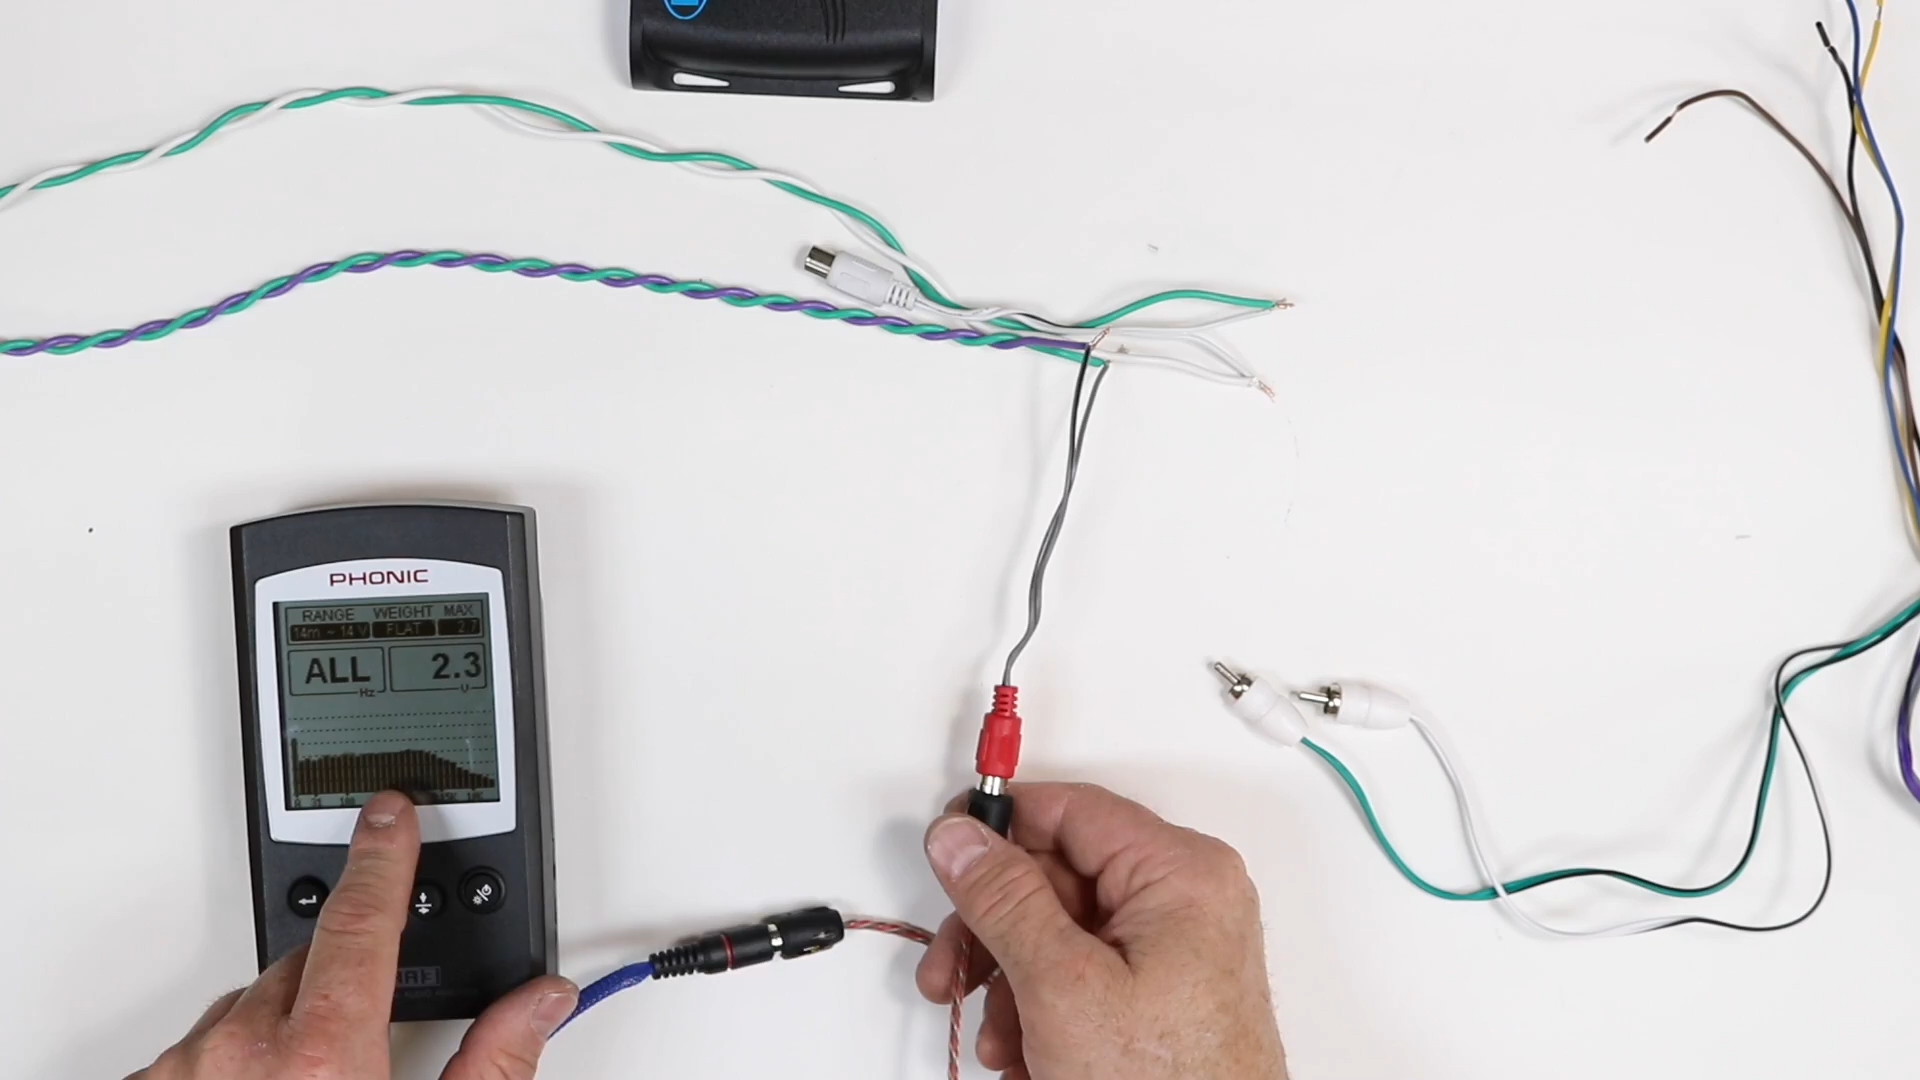 PHONIC
RANGE WEIGHT MAX
14m ~ 14 V FLAT 2.7
ALL Hz 2.3 V